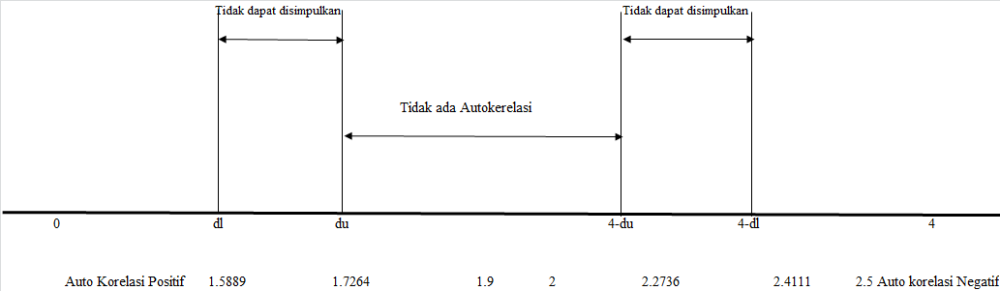 Tidak dapat disimpulkan Tidak dapat disimpulkan
Tidak ada Autokerelasi
0 dl du 4-du 4-dl 4
Auto Korelasi Positif 1.5889 1.7264 1.9 2 2.2736 2.4111 2.5 Auto korelasi Negatif